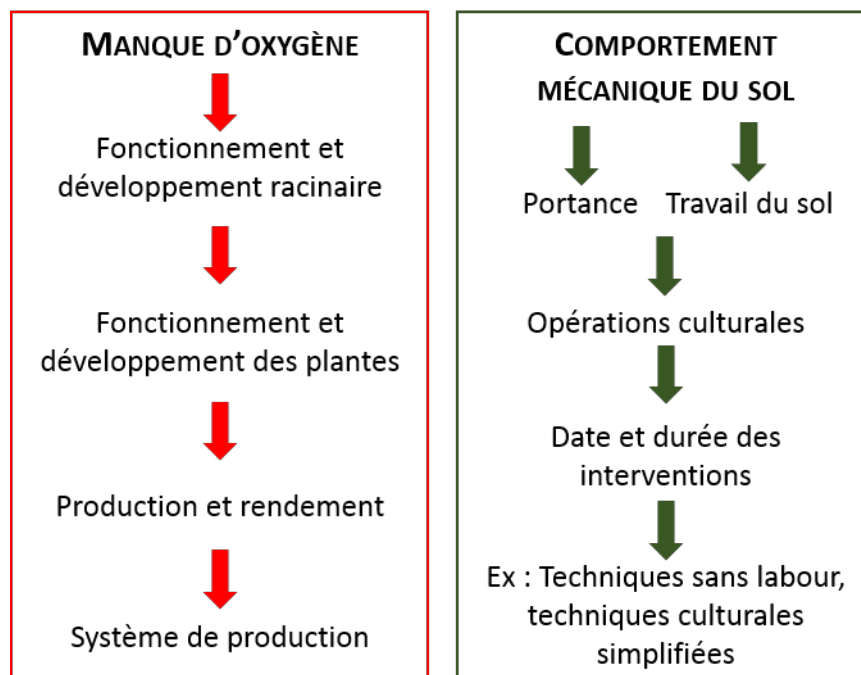 MANQUE D'OXYGÈNE
Fonctionnement et
développement racinaire
Fonctionnement et
développement des plantes
Production et rendement
Système de production
COMPORTEMENT
MÉCANIQUE DU SOL
Portance Travail du sol
Opérations culturales
Date et durée des
interventions
Ex : Techniques sans labour,
techniques culturales
simplifiées